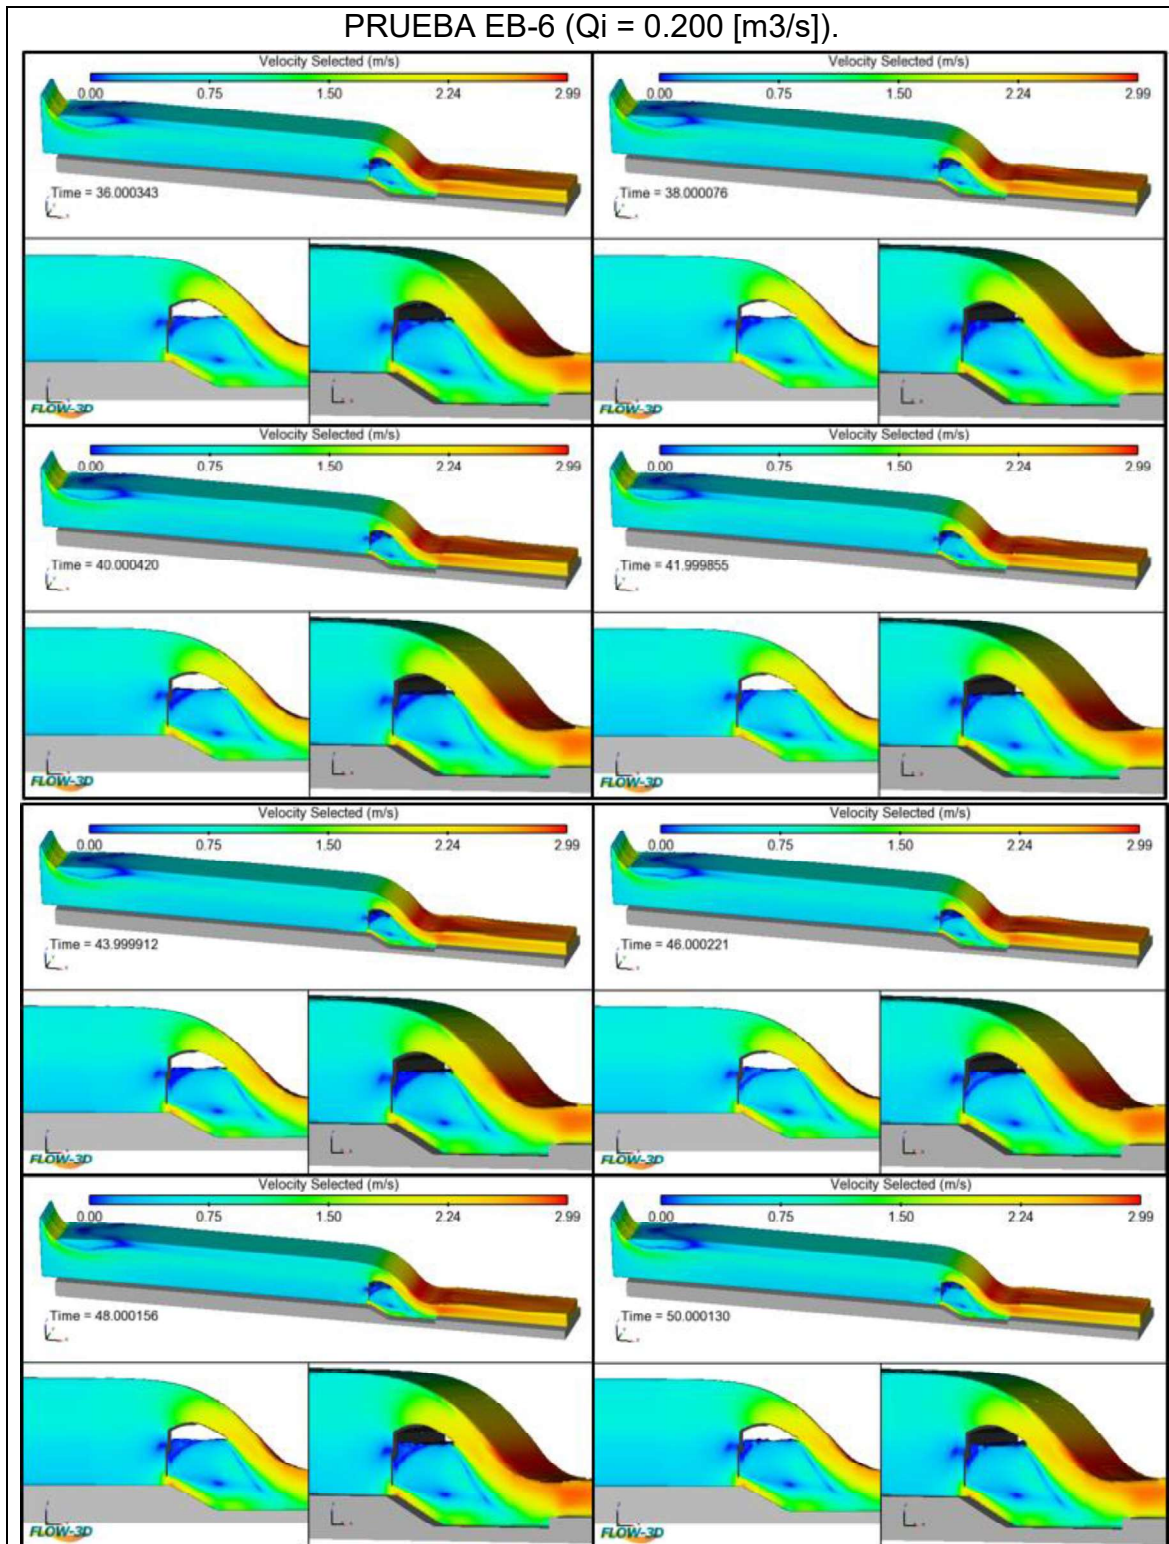 PRUEBA EB-6 (Qi = 0.200 [m3/s]).
Velocity Selected (m/s)
0.00 0.75 1.50 2.24 2.99
Time = 36.000343
FLOW-3D
Velocity Selected (m/s)
0.00 0.75 1.50 2.24 2.99
Time = 38.000076
FLOW-3D
Velocity Selected (m/s)
0.00 0.75 1.50 2.24 2.99
Time = 40.000420
FLOW-3D
Velocity Selected (m/s)
0.00 0.75 1.50 2.24 2.99
Time = 41.999855
FLOW-3D
Velocity Selected (m/s)
0.00 0.75 1.50 2.24 2.99
Time = 43.999912
FLOW-3D
Velocity Selected (m/s)
0.00 0.75 1.50 2.24 2.99
Time = 46.000221
FLOW-3D
Velocity Selected (m/s)
0.00 0.75 1.50 2.24 2.99
Time = 48.000156
FLOW-3D
Velocity Selected (m/s)
0.00 0.75 1.50 2.24 2.99
Time = 50.000130
FLOW-3D